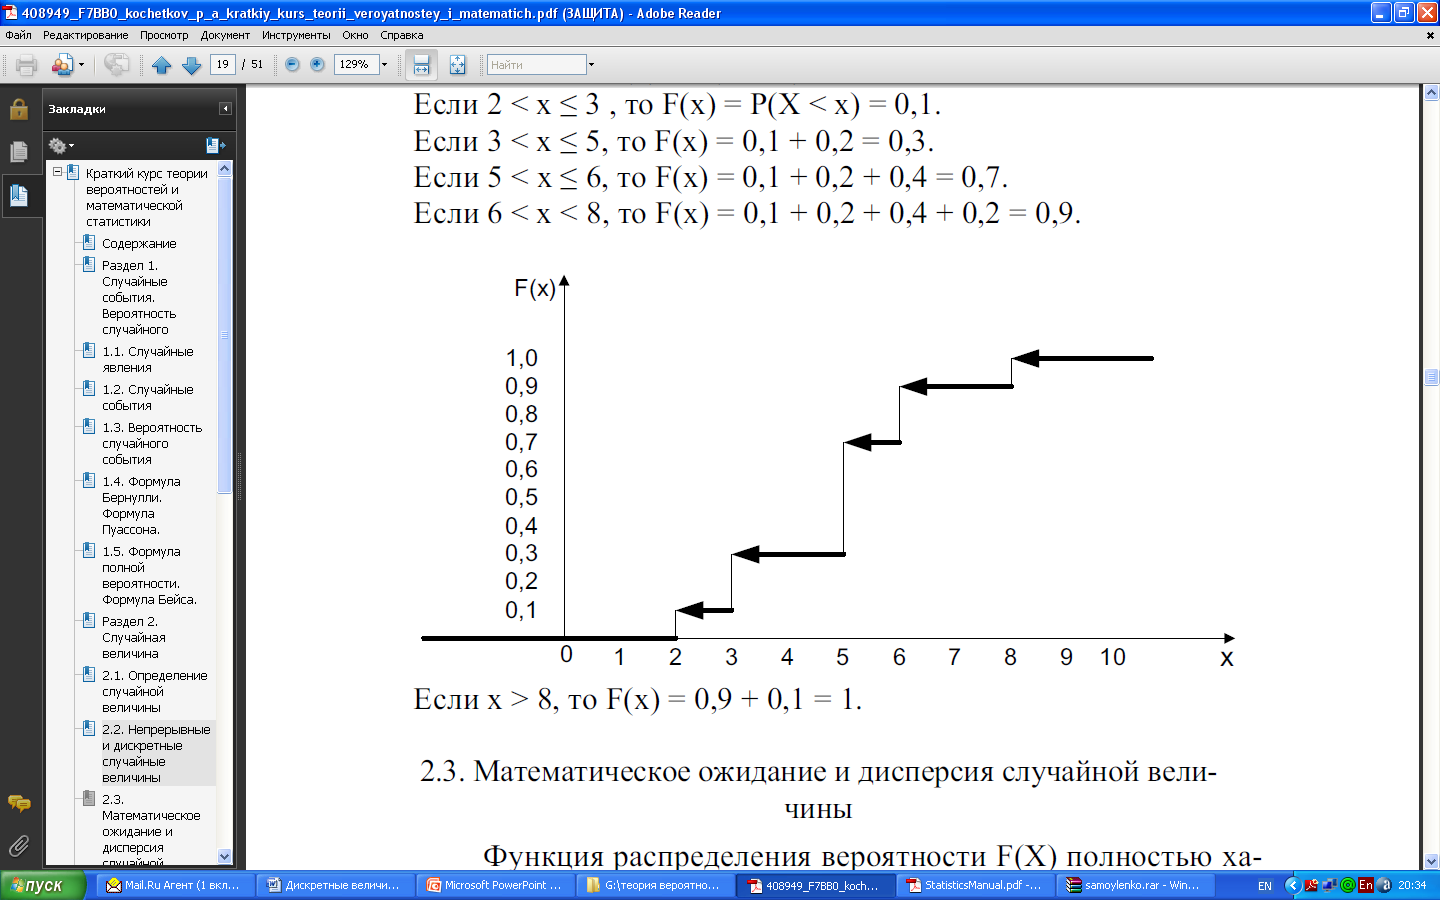 408949_F7BB0_kochetkov_p_a_kratkiy_kurs_teorii_veroyatnostey_i_matematich.pdf (ЗАЩИТА) - Adobe Reader
Файл Редактирование Просмотр Документ Инструменты Окно Справка
19 / 51 129% Найти
Закладки
Краткий курс теории
вероятностей и
математической
статистики
Содержание
Раздел 1.
Случайные
события.
Вероятность
случайного
1.1. Случайные
явления
1.2. Случайные
события
1.3. Вероятность
случайного
события
1.4. Формула
Бернулли.
Формула
Пуассона.
1.5. Формула
полной
вероятности.
Формула Бейса.
Раздел 2.
Случайная
величина
2.1. Определение
случайной
величины
2.2. Непрерывные
и дискретные
случайные
величины
2.3.
Математическое
ожидание и
дисперсия
случайной
Если 2 < x ≤ 3 , то F(x) = P(X < x) = 0,1.
Если 3 < x ≤ 5, то F(x) = 0,1 + 0,2 = 0,3.
Если 5 < x ≤ 6, то F(x) = 0,1 + 0,2 + 0,4 = 0,7.
Если 6 < x < 8, то F(x) = 0,1 + 0,2 + 0,4 + 0,2 = 0,9.
F(x)
1,0
0,9
0,8
0,7
0,6
0,5
0,4
0,3
0,2
0,1
0 1 2 3 4 5 6 7 8 9 10 x
Если x > 8, то F(x) = 0,9 + 0,1 = 1.
2.3. Математическое ожидание и дисперсия случайной вели-
чины
Функция распределения вероятности F(X) полностью ха-
пуск Mail.Ru Агент (1 вкл... Дискретные величи... Microsoft PowerPoint ... G:\теория вероятно... 408949_F7BB0_koch... StatisticsManual.pdf -... samoylenko.rar - Win... EN En 20:34